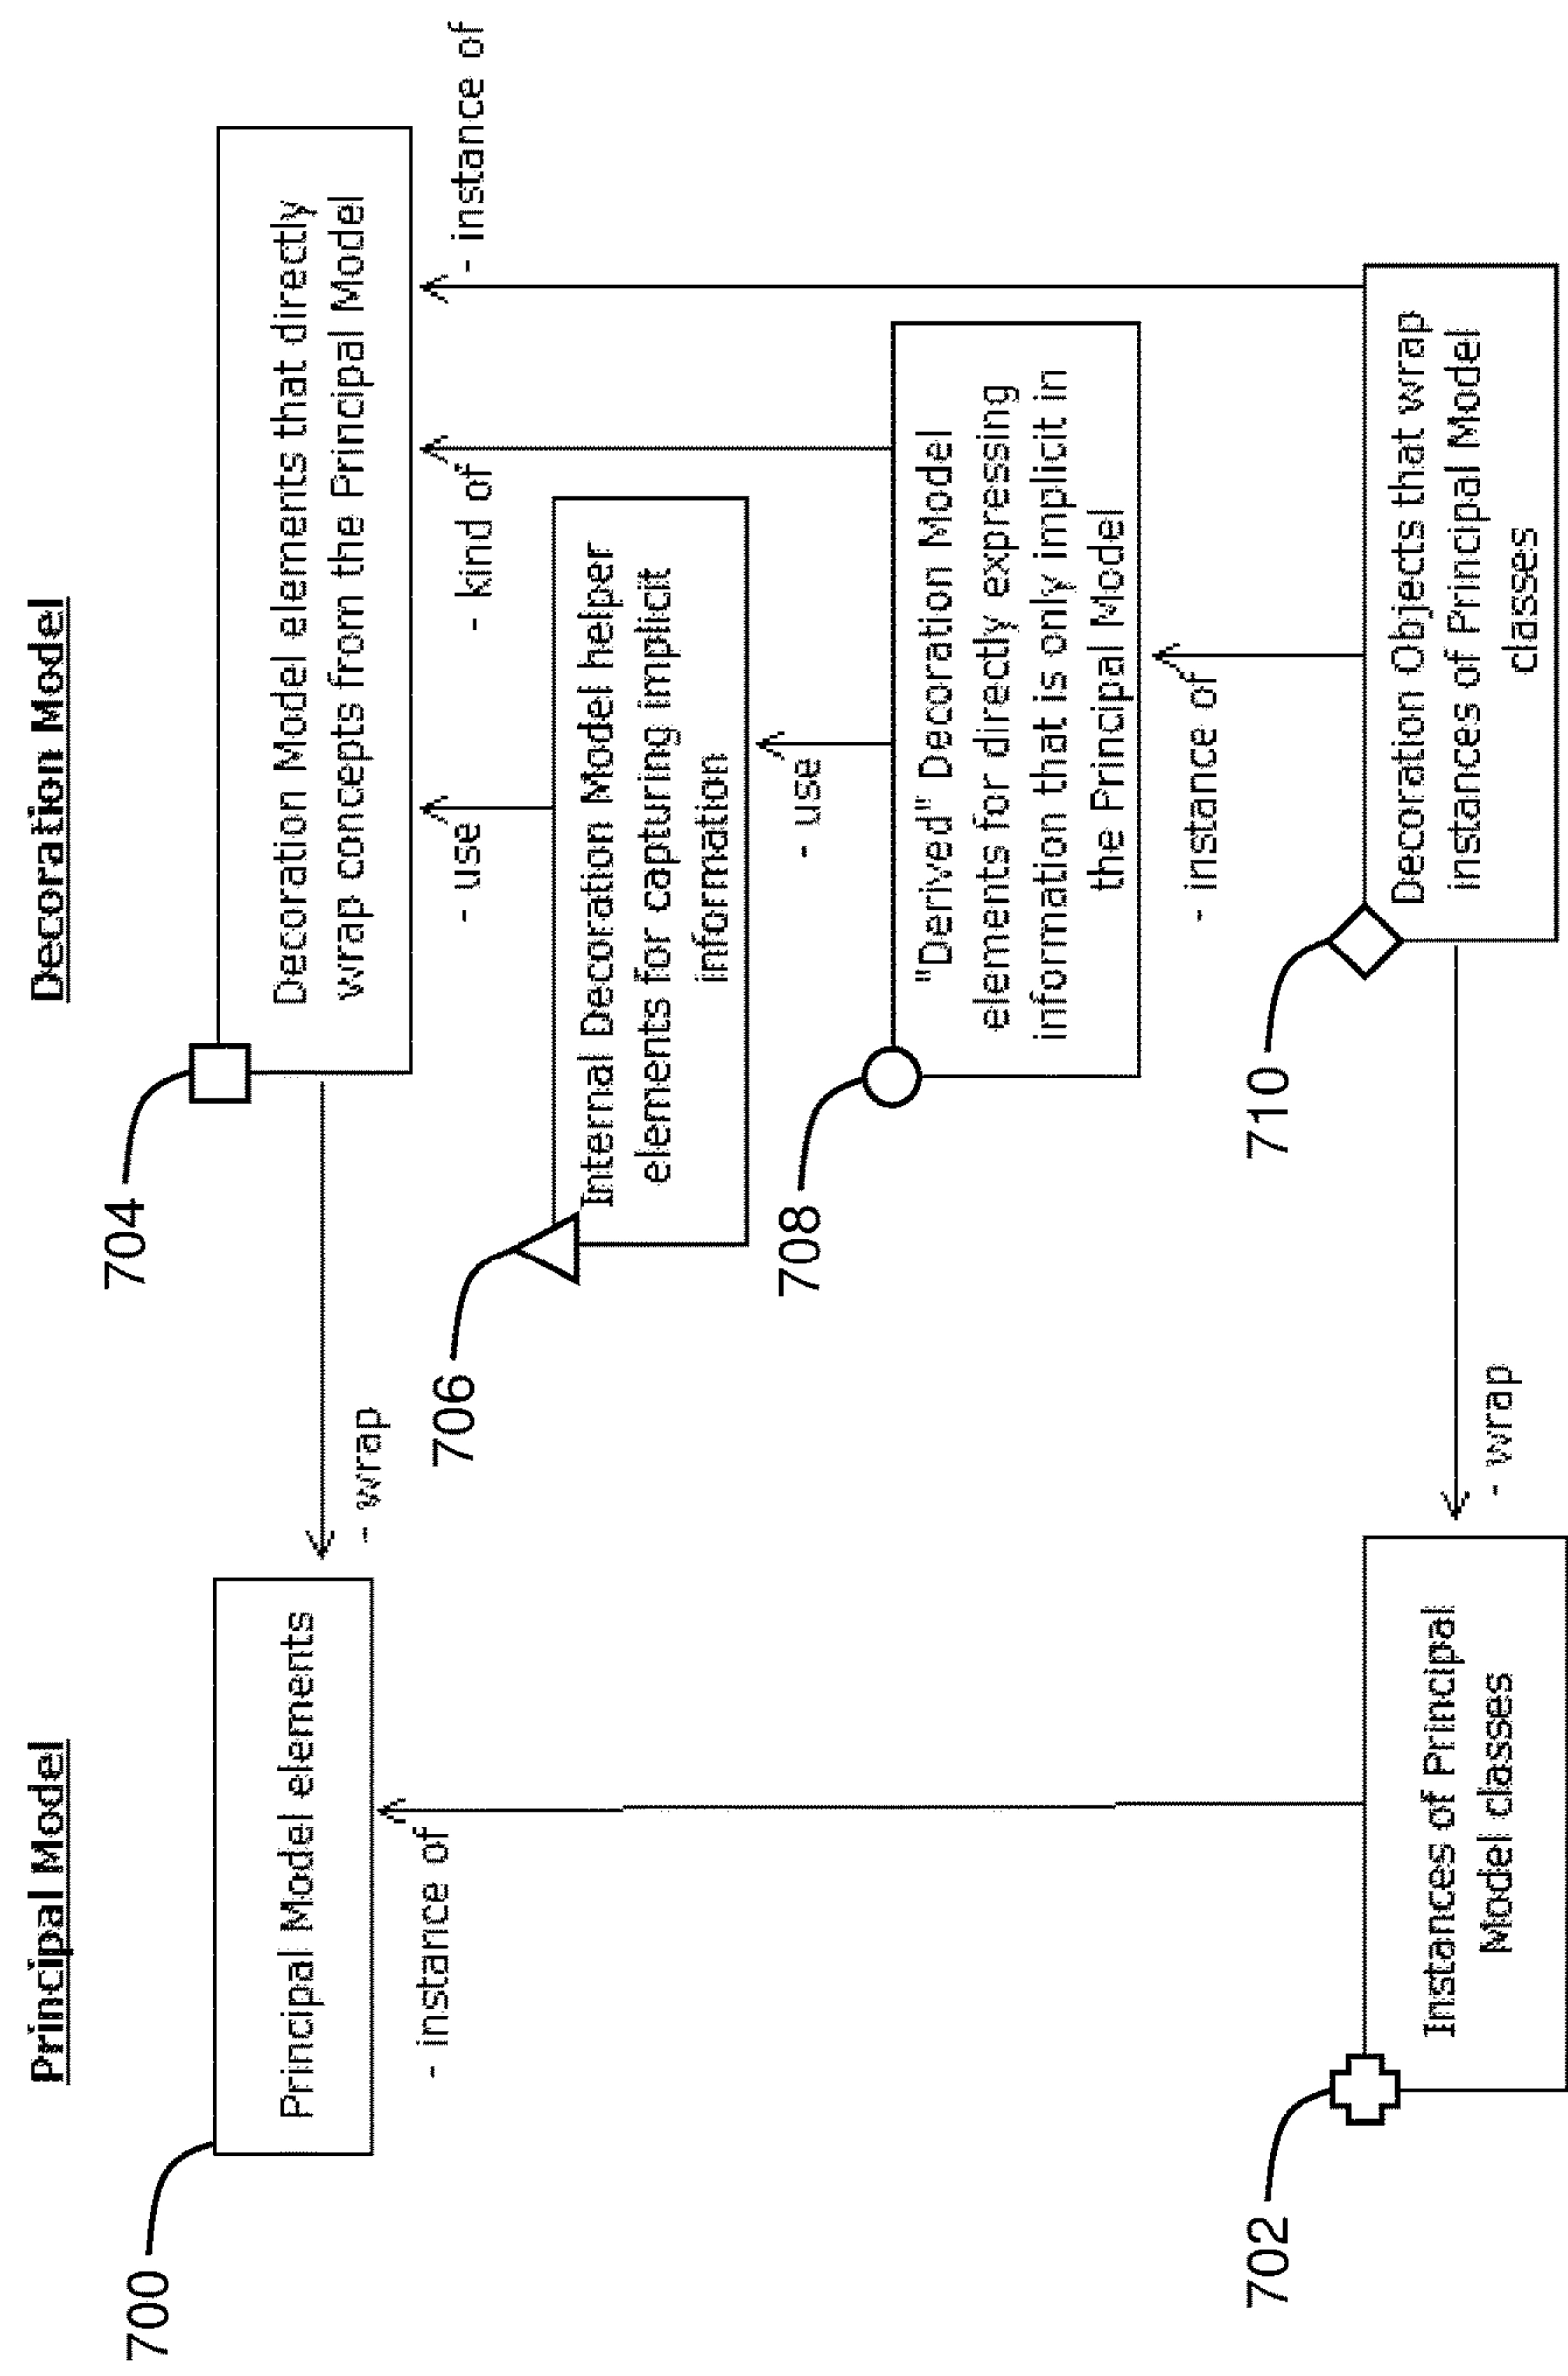 Principal Model
Decoration Model
700
Principal Model elements
- wrap
704
Decoration Model elements that directly
wrap concepts from the Principal Model
- instance of
- use
- kind of
- instance of
706
Internal Decoration Model helper
elements for capturing implicit
information
- use
708
"Derived" Decoration Model
elements for directly expressing
information that is only implicit in
the Principal Model
- instance of
702
Instances of Principal
Model classes
- wrap
710
Decoration Objects that wrap
instances of Principal Model
classes